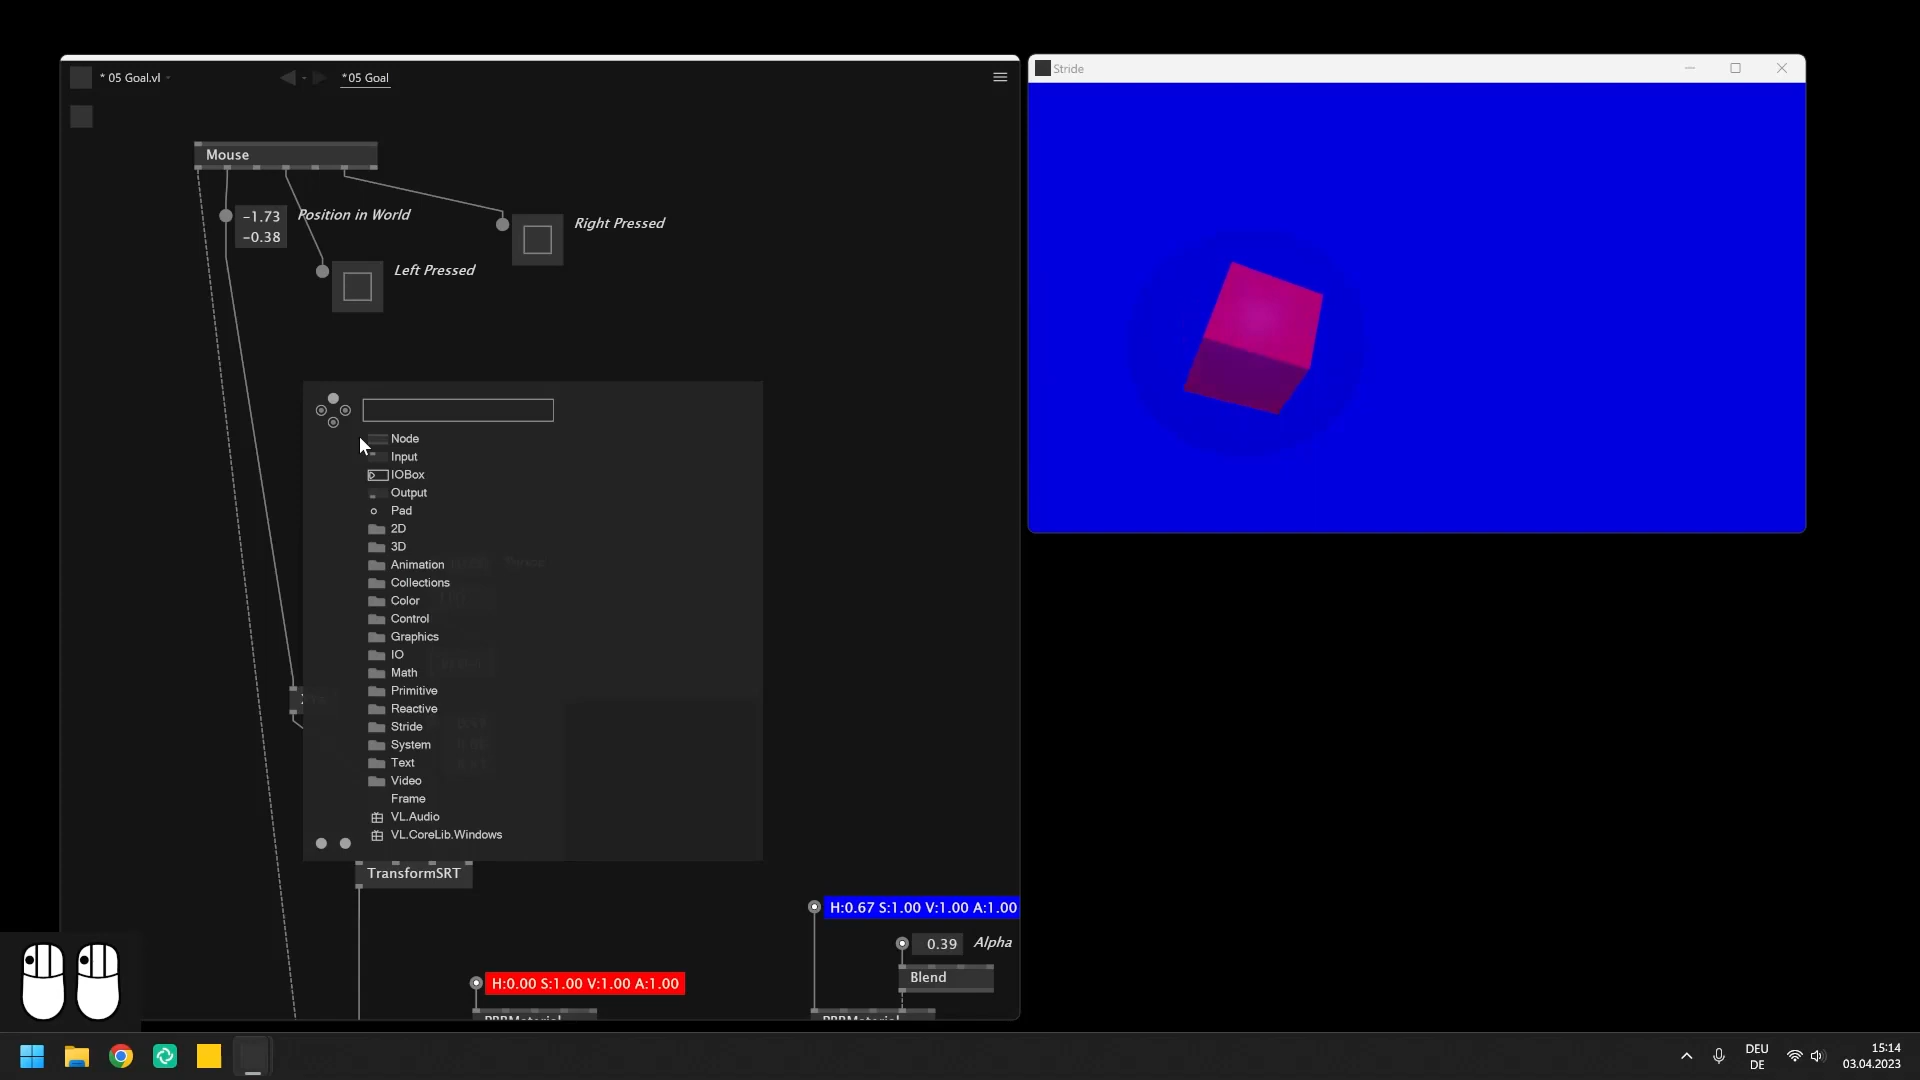 * 05 Goal.vl
*05 Goal
Stride
Mouse
-1.73
-0.38
Position in World
Right Pressed
Left Pressed
Node
Input
IOBox
Output
Pad
2D
3D
Animation
Collections
Color
Control
Graphics
IO
Math
Primitive
Reactive
Stride
System
Text
Video
Frame
VL.Audio
VL.CoreLib.Windows
TransformSRT
H:0.67 S:1.00 V:1.00 A:1.00
0.39 Alpha
Blend
H:0.00 S:1.00 V:1.00 A:1.00
PBRMaterial
PBRMaterial
DEU
DE
15:14
03.04.2023